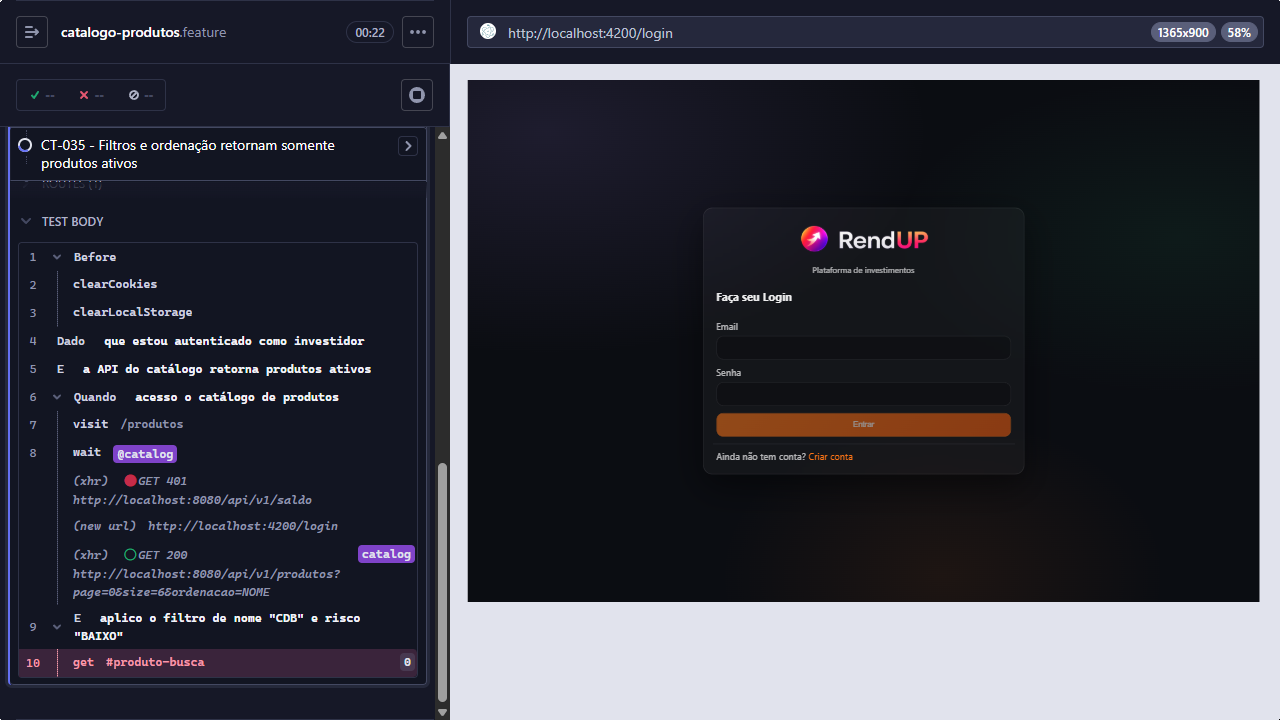 catalogo-produtos.feature
00:22
--
--
--
CT-035 - Filtros e ordenação retornam somente
produtos ativos
ROUTES (1)
TEST BODY
1 Before
2 clearCookies
3 clearLocalStorage
4 Dado que estou autenticado como investidor
5 E a API do catálogo retorna produtos ativos
6 Quando acesso o catálogo de produtos
7 visit /produtos
8 wait @catalog
(xhr) GET 401
http://localhost:8080/api/v1/saldo
(new url) http://localhost:4200/login
(xhr) GET 200 catalog
http://localhost:8080/api/v1/produtos?
page=0&size=6&ordenacao=NOME
9 E aplico o filtro de nome "CDB" e risco
"BAIXO"
10 get #produto-busca 0
http://localhost:4200/login
1365x900 58%
RendUP
Plataforma de investimentos
Faça seu Login
Email
Senha
Entrar
Ainda não tem conta? Criar conta